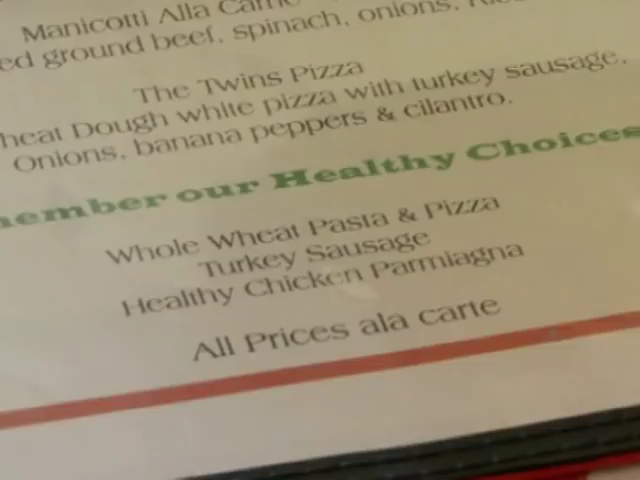 Manicotti Alla Carne
ed ground beef, spinach, onions,
The Twins Pizza
heat Dough white pizza with turkey sausage,
Onions, banana peppers & cilantro.
member our Healthy Choices
Whole Wheat Pasta & Pizza
Turkey Sausage
Healthy Chicken Parmiagna
All Prices ala carte